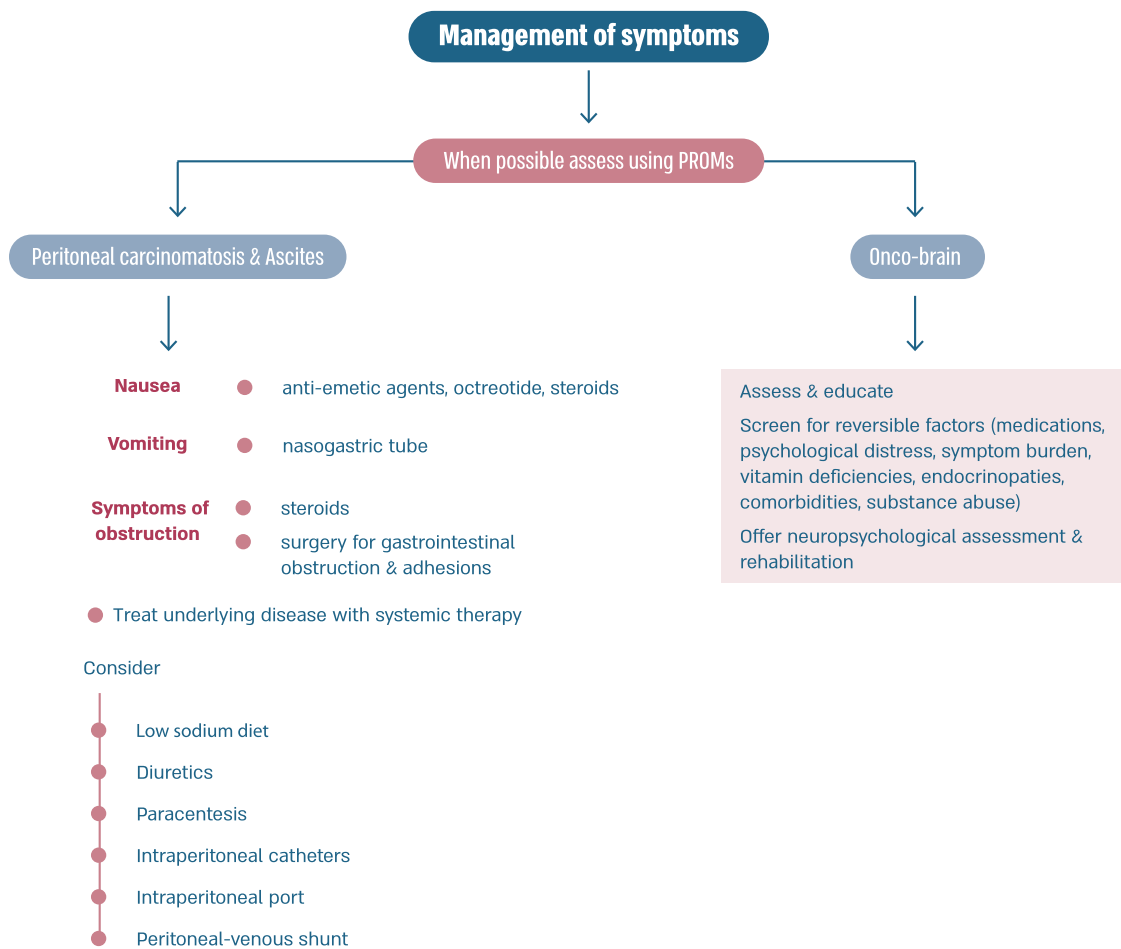 Management of symptoms
When possible assess using PROMs
Peritoneal carcinomatosis & Ascites
Nausea
anti-emetic agents, octreotide, steroids
Vomiting
nasogastric tube
Symptoms of
obstruction
steroids
surgery for gastrointestinal
obstruction & adhesions
Treat underlying disease with systemic therapy
Consider
Low sodium diet
Diuretics
Paracentesis
Intraperitoneal catheters
Intraperitoneal port
Peritoneal-venous shunt
Onco-brain
Assess & educate
Screen for reversible factors (medications,
psychological distress, symptom burden,
vitamin deficiencies, endocrinopaties,
comorbidities, substance abuse)
Offer neuropsychological assessment &
rehabilitation